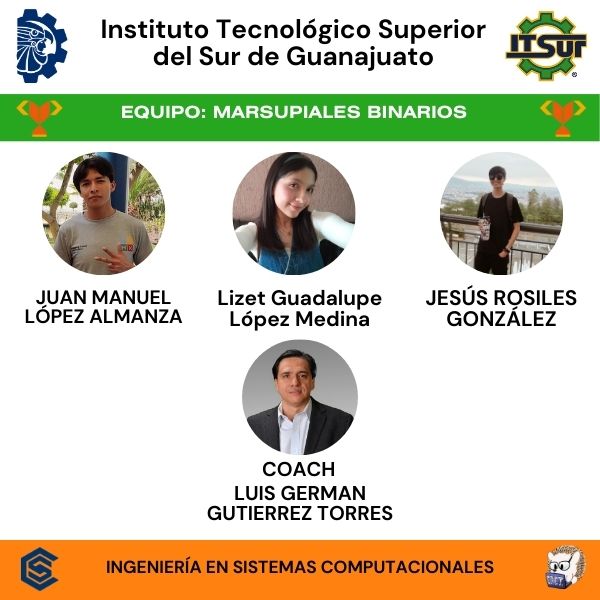 Instituto Tecnológico Superior
del Sur de Guanajuato
ITSUR
EQUIPO: MARSUPIALES BINARIOS
JUAN MANUEL
LÓPEZ ALMANZA
Lizet Guadalupe
López Medina
JESÚS ROSILES
GONZÁLEZ
COACH
LUIS GERMAN
GUTIERREZ TORRES
INGENIERÍA EN SISTEMAS COMPUTACIONALES